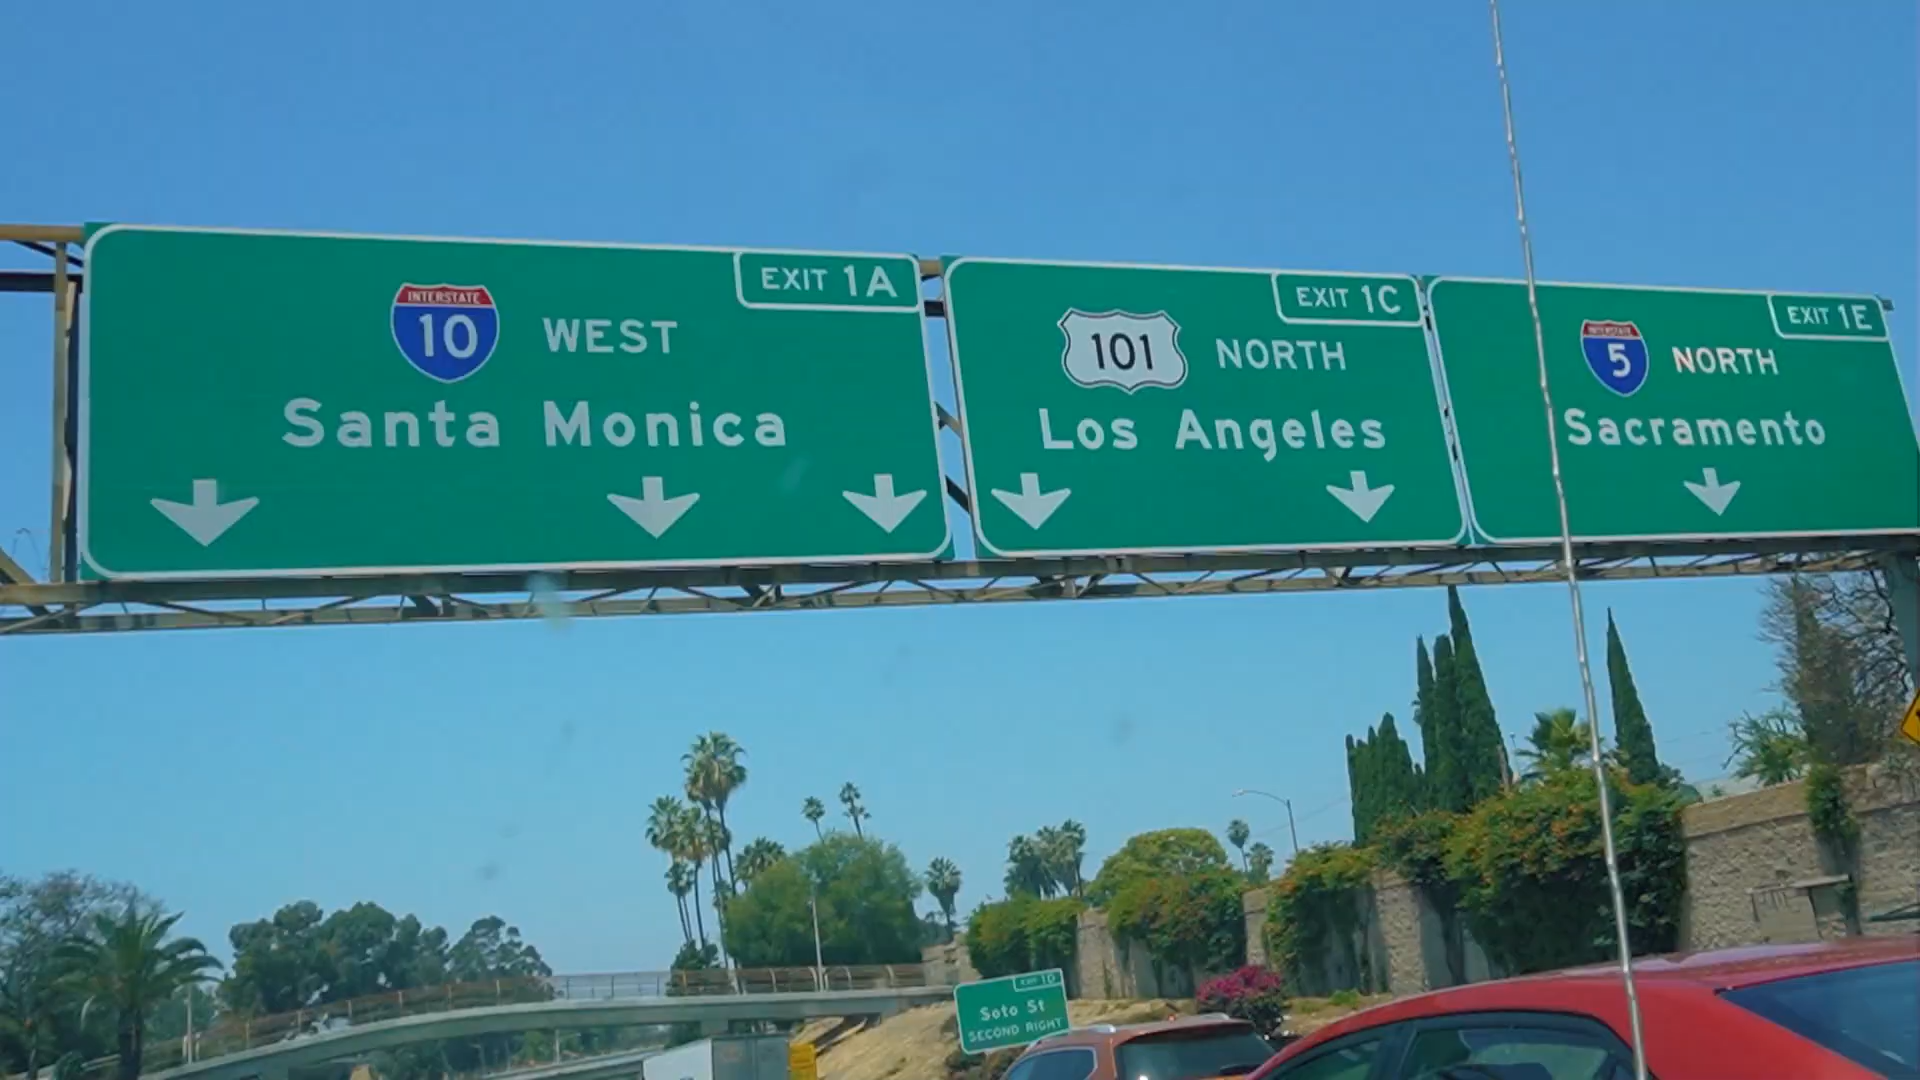 EXIT 1A
INTERSTATE
10 WEST
Santa Monica
EXIT 1C
101 NORTH
Los Angeles
EXIT 1E
INTERSTATE
5 NORTH
Sacramento
EXIT 1D
Soto St
SECOND RIGHT